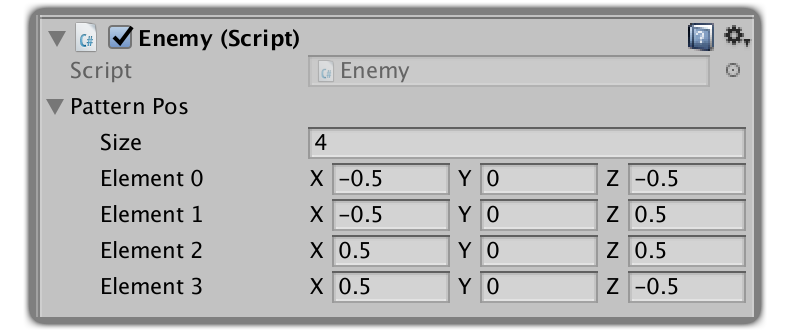 Enemy (Script)
Script Enemy
Pattern Pos
Size 4
Element 0 X -0.5 Y 0 Z -0.5
Element 1 X -0.5 Y 0 Z 0.5
Element 2 X 0.5 Y 0 Z 0.5
Element 3 X 0.5 Y 0 Z -0.5